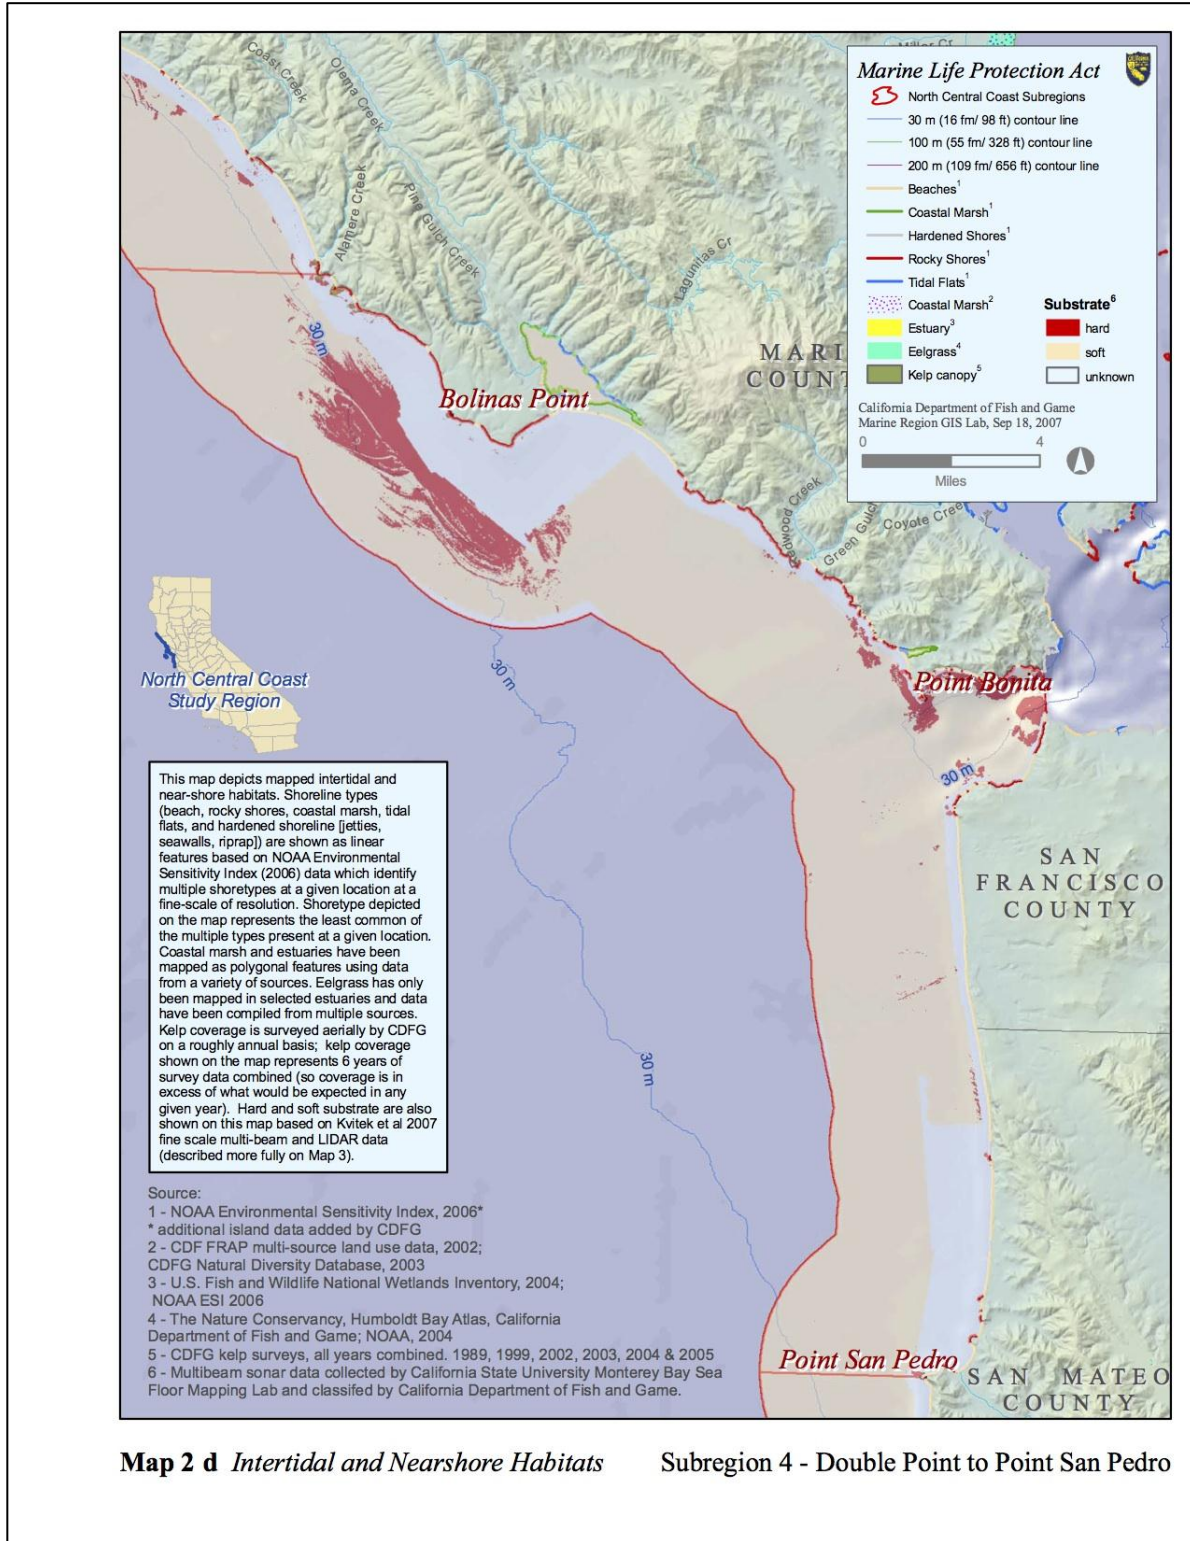 Miller Cr
Coast Creek
Olema Creek
Alamere Creek
Pine Gulch Creek
Lagunitas Cr
Marine Life Protection Act
North Central Coast Subregions
30 m (16 fm/ 98 ft) contour line
100 m (55 fm/ 328 ft) contour line
200 m (109 fm/ 656 ft) contour line
Beaches1
Coastal Marsh1
Hardened Shores1
Rocky Shores1
Tidal Flats1
Coastal Marsh2
Estuary3
Eelgrass4
Kelp canopy5
Substrate6
hard
soft
unknown
California Department of Fish and Game
Marine Region GIS Lab, Sep 18, 2007
0 4
Miles
MARI
COUNT
30 m
Bolinas Point
Redwood Creek
Green Gulch
Coyote Creek
North Central Coast
Study Region
30 m
Point Bonita
30 m
This map depicts mapped intertidal and
near-shore habitats. Shoreline types
(beach, rocky shores, coastal marsh, tidal
flats, and hardened shoreline [jetties,
seawalls, riprap]) are shown as linear
features based on NOAA Environmental
Sensitivity Index (2006) data which identify
multiple shoretypes at a given location at a
fine-scale of resolution. Shoretype depicted
on the map represents the least common of
the multiple types present at a given location.
Coastal marsh and estuaries have been
mapped as polygonal features using data
from a variety of sources. Eelgrass has only
been mapped in selected estuaries and data
have been compiled from multiple sources.
Kelp coverage is surveyed aerially by CDFG
on a roughly annual basis; kelp coverage
shown on the map represents 6 years of
survey data combined (so coverage is in
excess of what would be expected in any
given year). Hard and soft substrate are also
shown on this map based on Kvitek et al 2007
fine scale multi-beam and LIDAR data
(described more fully on Map 3).
SAN
FRANCISCO
COUNTY
30 m
Source:
1 - NOAA Environmental Sensitivity Index, 2006*
* additional island data added by CDFG
2 - CDF FRAP multi-source land use data, 2002;
CDFG Natural Diversity Database, 2003
3 - U.S. Fish and Wildlife National Wetlands Inventory, 2004;
NOAA ESI 2006
4 - The Nature Conservancy, Humboldt Bay Atlas, California
Department of Fish and Game; NOAA, 2004
5 - CDFG kelp surveys, all years combined. 1989, 1999, 2002, 2003, 2004 & 2005
6 - Multibeam sonar data collected by California State University Monterey Bay Sea
Floor Mapping Lab and classifed by California Department of Fish and Game.
Point San Pedro
SAN MATEO
COUNTY
Map 2 d Intertidal and Nearshore Habitats Subregion 4 - Double Point to Point San Pedro